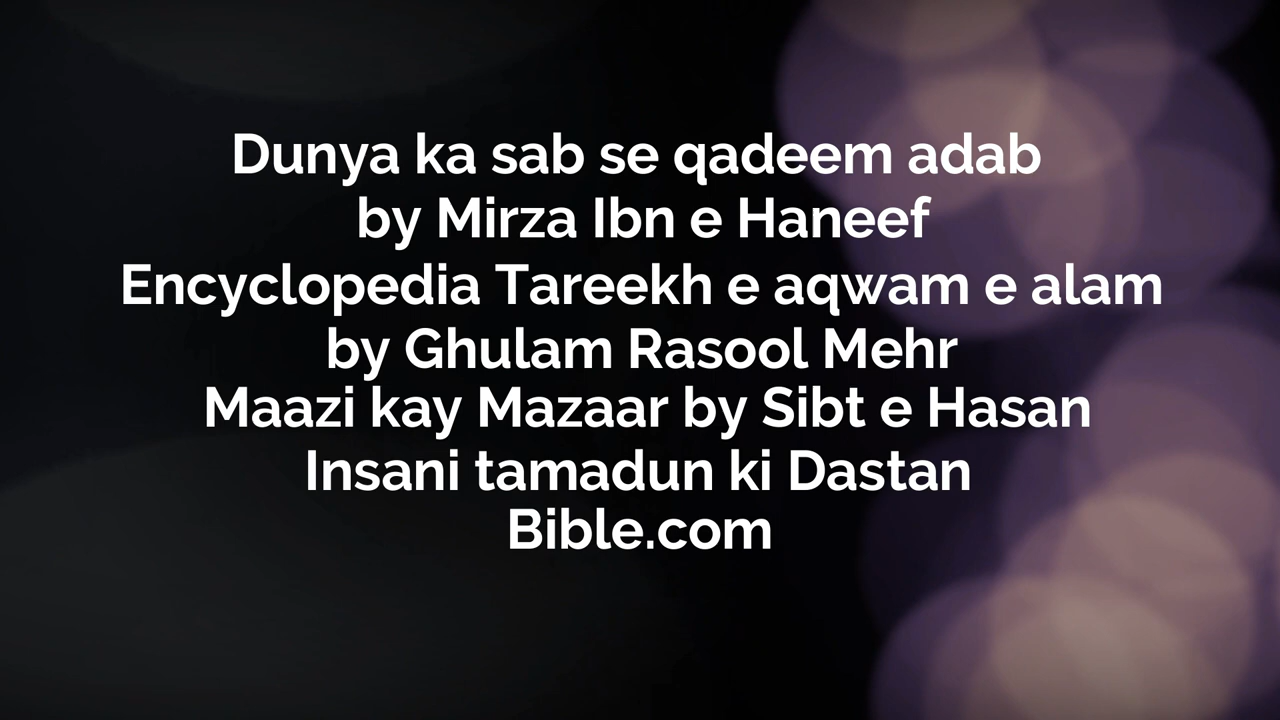 Dunya ka sab se qadeem adab
by Mirza Ibn e Haneef
Encyclopedia Tareekh e aqwam e alam
by Ghulam Rasool Mehr
Maazi kay Mazaar by Sibt e Hasan
Insani tamadun ki Dastan
Bible.com